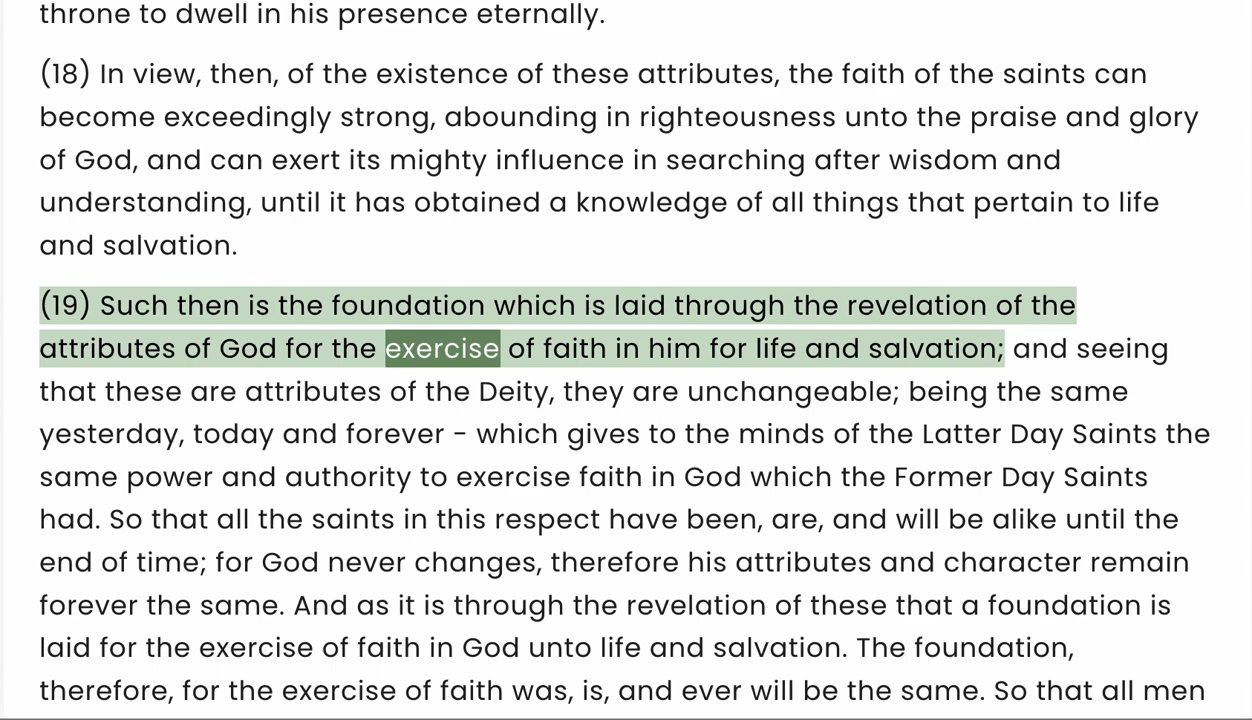 throne to dwell in his presence eternally.
(18) In view, then, of the existence of these attributes, the faith of the saints can
become exceedingly strong, abounding in righteousness unto the praise and glory
of God, and can exert its mighty influence in searching after wisdom and
understanding, until it has obtained a knowledge of all things that pertain to life
and salvation.
(19) Such then is the foundation which is laid through the revelation of the
attributes of God for the exercise of faith in him for life and salvation; and seeing
that these are attributes of the Deity, they are unchangeable; being the same
yesterday, today and forever - which gives to the minds of the Latter Day Saints the
same power and authority to exercise faith in God which the Former Day Saints
had. So that all the saints in this respect have been, are, and will be alike until the
end of time; for God never changes, therefore his attributes and character remain
forever the same. And as it is through the revelation of these that a foundation is
laid for the exercise of faith in God unto life and salvation. The foundation,
therefore, for the exercise of faith was, is, and ever will be the same. So that all men